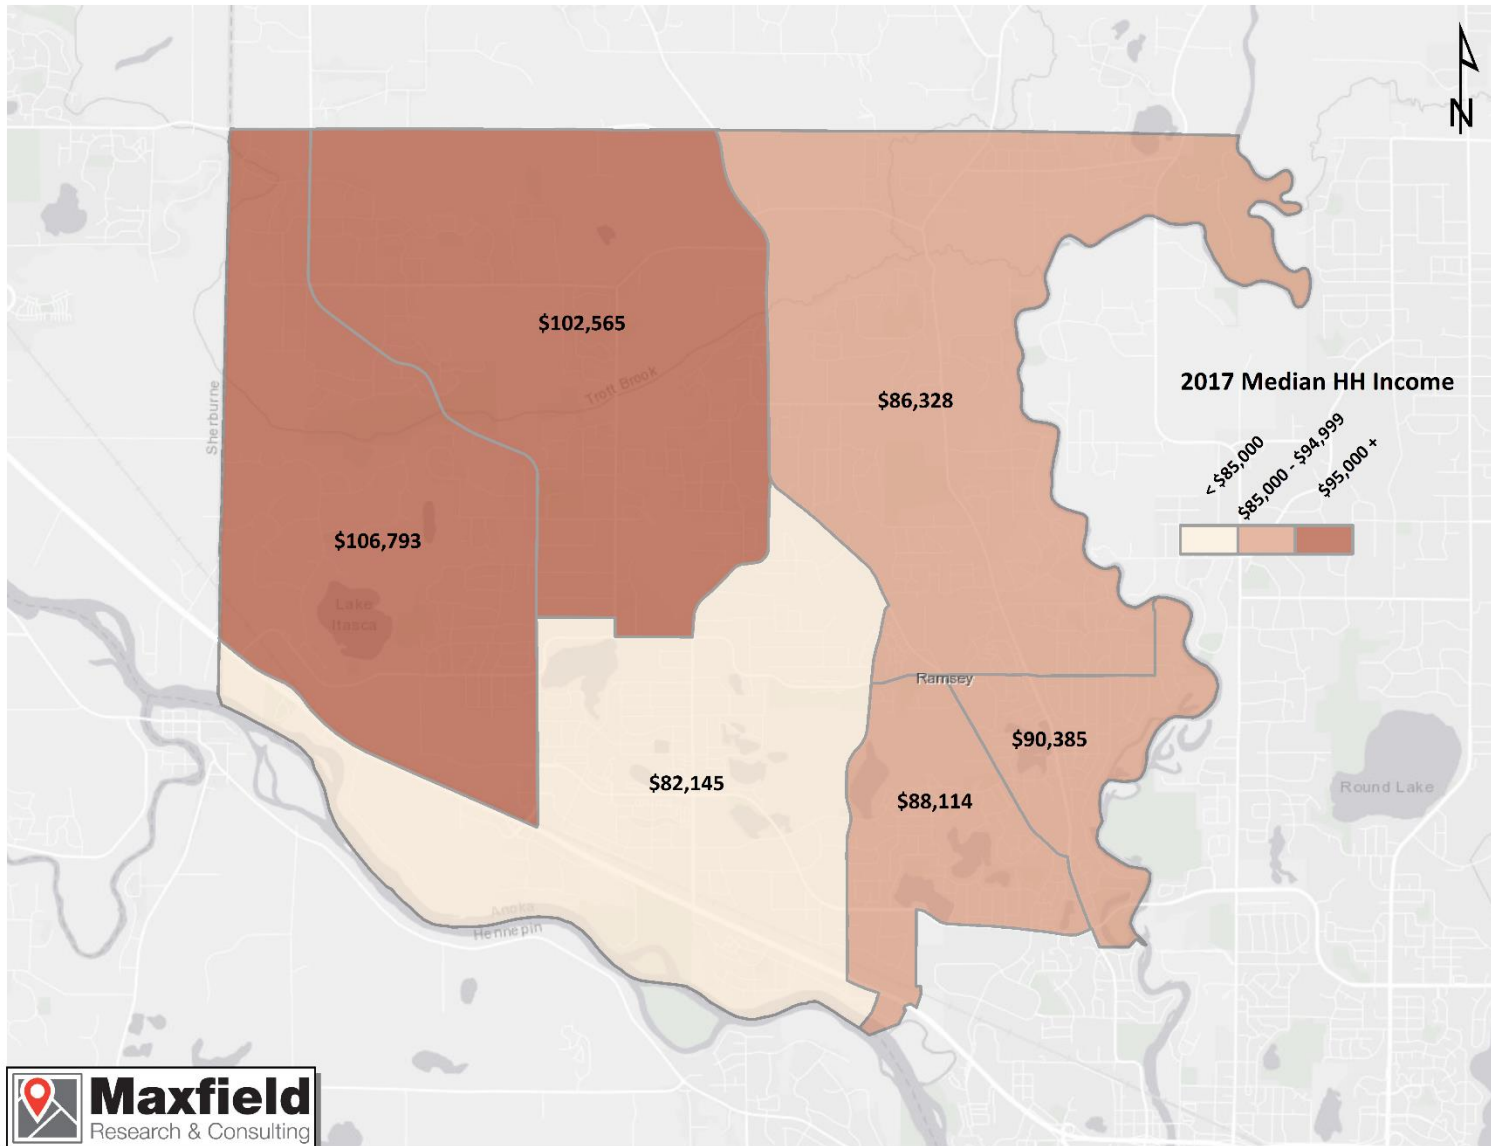 N
$102,565
Trott Brook
Sherburne
$86,328
2017 Median HH Income
< $85,000
$85,000 - $94,999
$95,000 +
$106,793
Lake
Itasca
Ramsey
$90,385
$82,145
$88,114
Round Lake
Anoka
Hennepin
Maxfield
Research & Consulting